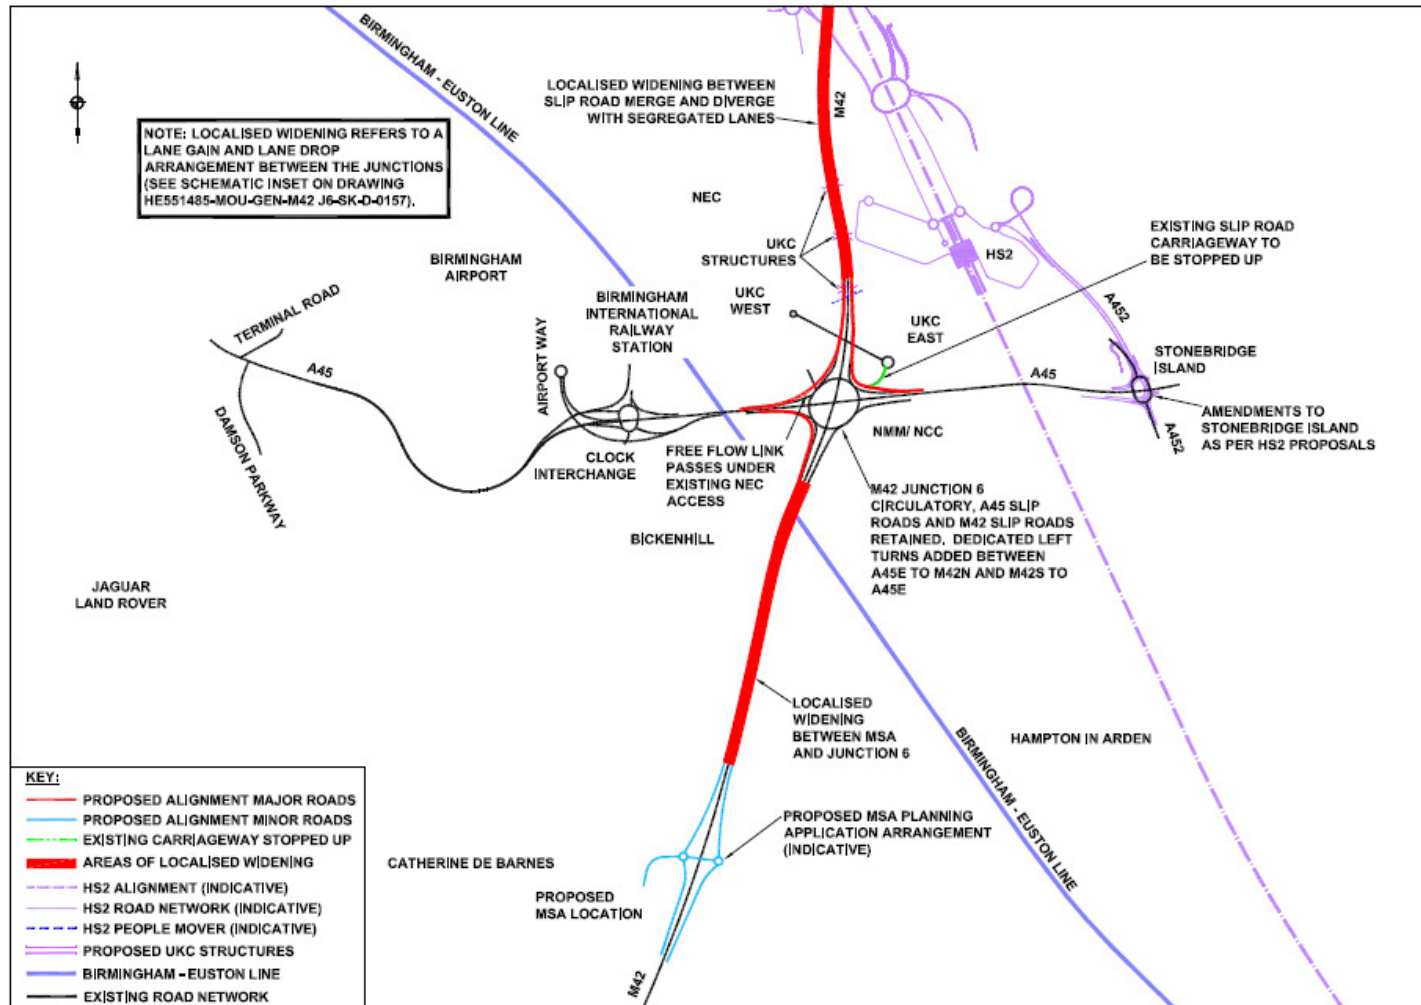 BIRMINGHAM - EUSTON LINE
LOCALISED WIDENING BETWEEN
SLIP ROAD MERGE AND DIVERGE
WITH SEGREGATED LANES
M42
NOTE: LOCALISED WIDENING REFERS TO A
LANE GAIN AND LANE DROP
ARRANGEMENT BETWEEN THE JUNCTIONS
(SEE SCHEMATIC INSET ON DRAWING
HE551485-MOU-GEN-M42 J6-SK-D-0157).
NEC
UKC
STRUCTURES
HS2
EXISTING SLIP ROAD
CARRIAGEWAY TO
BE STOPPED UP
BIRMINGHAM
AIRPORT
BIRMINGHAM
INTERNATIONAL
RAILWAY
STATION
UKC
WEST
UKC
EAST
A452
TERMINAL ROAD
A45
AIRPORT WAY
A45
STONEBRIDGE
ISLAND
DAMSON PARKWAY
CLOCK
INTERCHANGE
FREE FLOW LINK
PASSES UNDER
EXISTING NEC
ACCESS
NMM/ NCC
A452
AMENDMENTS TO
STONEBRIDGE ISLAND
AS PER HS2 PROPOSALS
M42 JUNCTION 6
CIRCULATORY, A45 SLIP
ROADS AND M42 SLIP ROADS
RETAINED. DEDICATED LEFT
TURNS ADDED BETWEEN
A45E TO M42N AND M42S TO
A45E
BICKENHILL
JAGUAR
LAND ROVER
LOCALISED
WIDENING
BETWEEN MSA
AND JUNCTION 6
HAMPTON IN ARDEN
BIRMINGHAM - EUSTON LINE
PROPOSED MSA PLANNING
APPLICATION ARRANGEMENT
(INDICATIVE)
CATHERINE DE BARNES
PROPOSED
MSA LOCATION
M42
KEY:
PROPOSED ALIGNMENT MAJOR ROADS
PROPOSED ALIGNMENT MINOR ROADS
EXISTING CARRIAGEWAY STOPPED UP
AREAS OF LOCALISED WIDENING
HS2 ALIGNMENT (INDICATIVE)
HS2 ROAD NETWORK (INDICATIVE)
HS2 PEOPLE MOVER (INDICATIVE)
PROPOSED UKC STRUCTURES
BIRMINGHAM - EUSTON LINE
EXISTING ROAD NETWORK